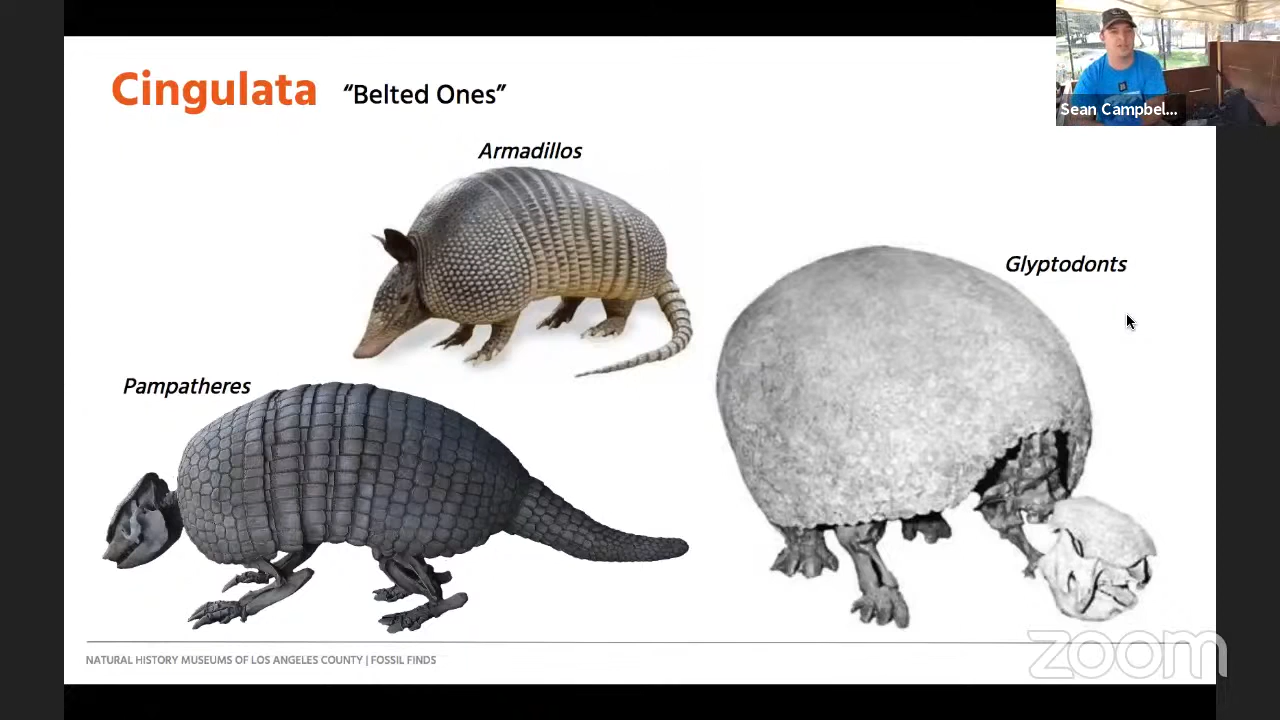 Cingulata "Belted Ones"
Sean Campbel...
Armadillos
Glyptodonts
Pampatheres
NATURAL HISTORY MUSEUMS OF LOS ANGELES COUNTY | FOSSIL FINDS
zoom